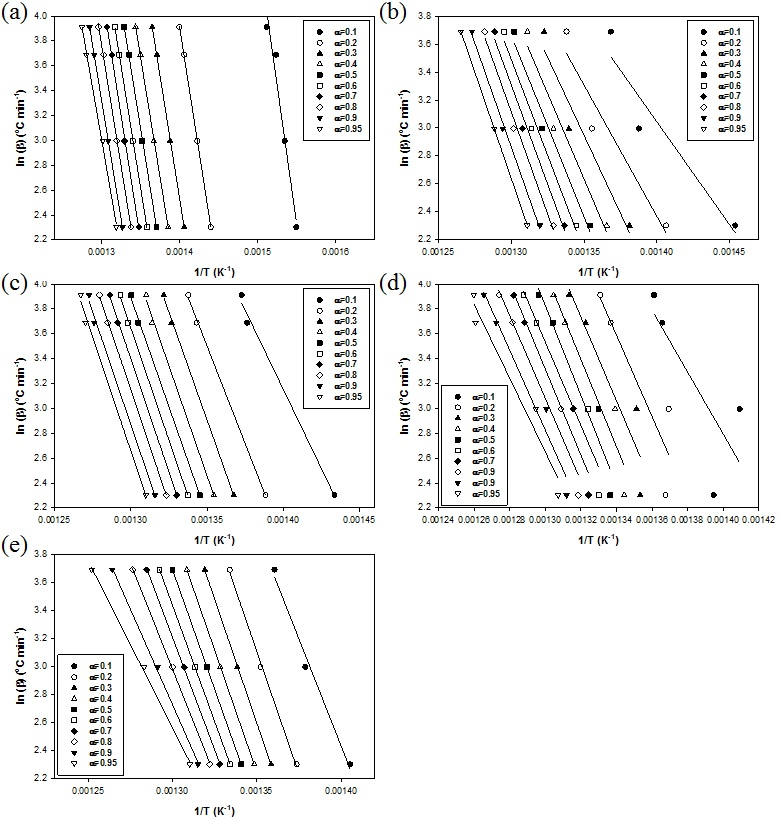 (a)
4.0
3.8
3.6
3.4
3.2
3.0
2.8
2.6
2.4
2.2
ln (β) (°C min⁻¹)
0.0013 0.0014 0.0015 0.0016
1/T (K⁻¹)
α=0.1
α=0.2
α=0.3
α=0.4
α=0.5
α=0.6
α=0.7
α=0.8
α=0.9
α=0.95
(b)
3.8
3.6
3.4
3.2
3.0
2.8
2.6
2.4
2.2
ln (β) (°C min⁻¹)
0.00125 0.00130 0.00135 0.00140 0.00145
1/T (K⁻¹)
α=0.1
α=0.2
α=0.3
α=0.4
α=0.5
α=0.6
α=0.7
α=0.8
α=0.9
α=0.95
(c)
4.0
3.8
3.6
3.4
3.2
3.0
2.8
2.6
2.4
2.2
ln (β) (°C min⁻¹)
0.00125 0.00130 0.00135 0.00140 0.00145
1/T (K⁻¹)
α=0.1
α=0.2
α=0.3
α=0.4
α=0.5
α=0.6
α=0.7
α=0.8
α=0.9
α=0.95
(d)
4.0
3.8
3.6
3.4
3.2
3.0
2.8
2.6
2.4
2.2
ln (β) (°C min⁻¹)
0.00124 0.00126 0.00128 0.00130 0.00132 0.00134 0.00136 0.00138 0.00140 0.00142
1/T (K⁻¹)
α=0.1
α=0.2
α=0.3
α=0.4
α=0.5
α=0.6
α=0.7
α=0.9
α=0.9
α=0.95
(e)
3.8
3.6
3.4
3.2
3.0
2.8
2.6
2.4
2.2
ln (β) (°C min⁻¹)
0.00125 0.00130 0.00135 0.00140
1/T (K⁻¹)
α=0.1
α=0.2
α=0.3
α=0.4
α=0.5
α=0.6
α=0.7
α=0.8
α=0.9
α=0.95